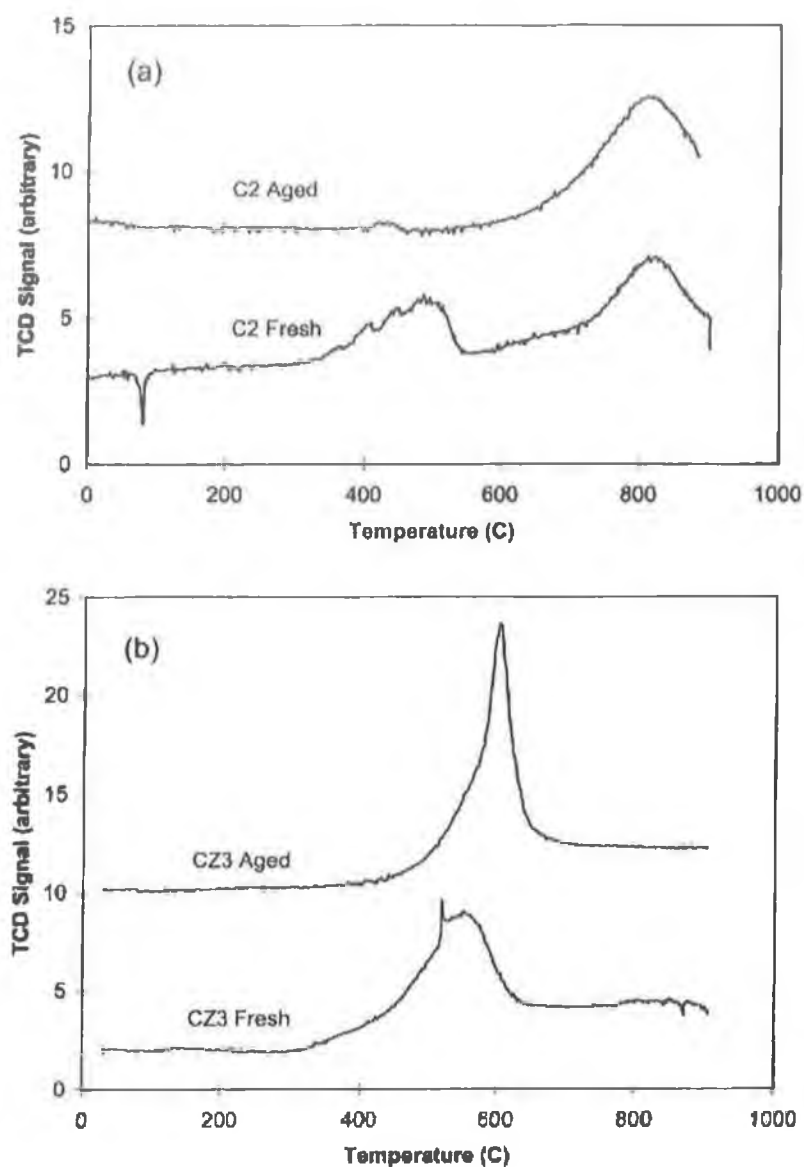 (a)
15
10
5
0
TCD Signal (arbitrary)
C2 Aged
C2 Fresh
0 200 400 600 800 1000
Temperature (C)
(b)
25
20
15
10
5
0
TCD Signal (arbitrary)
CZ3 Aged
CZ3 Fresh
0 200 400 600 800 1000
Temperature (C)